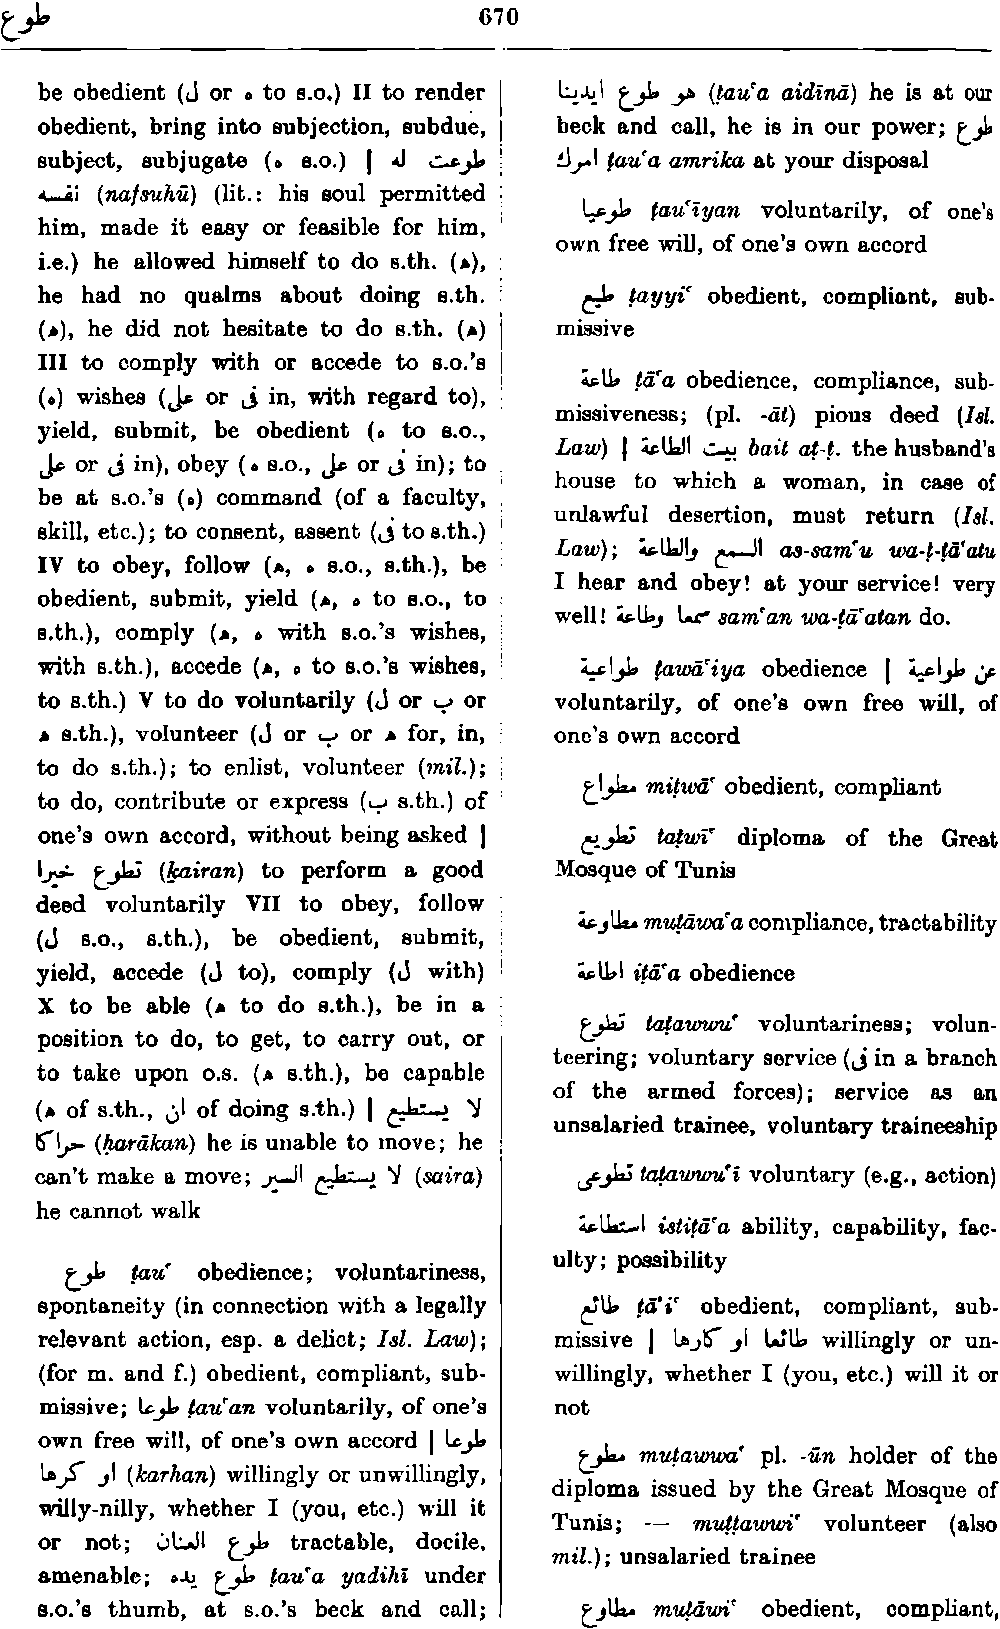 طوع
670
be obedient (ل or ه to s.o.) II to render
obedient, bring into subjection, subdue,
subject, subjugate (ه s.o.) | طوعت له
نفسه (nafsuhū) (lit.: his soul permitted
him, made it easy or feasible for him,
i.e.) he allowed himself to do s.th. (ھ),
he had no qualms about doing s.th.
(ھ), he did not hesitate to do s.th. (ھ)
III to comply with or accede to s.o.'s
(ه) wishes (على or فى in, with regard to),
yield, submit, be obedient (ه to s.o.,
على or فى in), obey (ه s.o., على or فى in); to
be at s.o.'s (ه) command (of a faculty,
skill, etc.); to consent, assent (فى to s.th.)
IV to obey, follow (ھ, ه s.o., s.th.), be
obedient, submit, yield (ھ, ه to s.o., to
s.th.), comply (ھ, ه with s.o.'s wishes,
with s.th.), accede (ھ, ه to s.o.'s wishes,
to s.th.) V to do voluntarily (ل or ب or
ھ s.th.), volunteer (ل or ب or ھ for, in,
to do s.th.); to enlist, volunteer (mil.);
to do, contribute or express (ب s.th.) of
one's own accord, without being asked |
تطوع خيرا (ḵairan) to perform a good
deed voluntarily VII to obey, follow
(ل s.o., s.th.), be obedient, submit,
yield, accede (ل to), comply (ل with)
X to be able (ھ to do s.th.), be in a
position to do, to get, to carry out, or
to take upon o.s. (ھ s.th.), be capable
(ھ of s.th., ان of doing s.th.) | لا يستطيع
حراكا (ḥarākan) he is unable to move; he
can't make a move; لا يستطيع السير (saira)
he cannot walk
طوع ṭau‘ obedience; voluntariness,
spontaneity (in connection with a legally
relevant action, esp. a delict; Isl. Law);
(for m. and f.) obedient, compliant, sub-
missive; طوعا ṭau‘an voluntarily, of one's
own free will, of one's own accord | طوعا
او كرها (karhan) willingly or unwillingly,
willy-nilly, whether I (you, etc.) will it
or not; طوع العنان tractable, docile,
amenable; طوع يده ṭau‘a yadihī under
s.o.'s thumb, at s.o.'s beck and call;
هو طوع ايدينا (ṭau‘a aidīnā) he is at our
beck and call, he is in our power; طوع
امرك ṭau‘a amrika at your disposal
طوعيا ṭau‘īyan voluntarily, of one's
own free will, of one's own accord
طيع ṭayyi‘ obedient, compliant, sub-
missive
طاعة ṭā‘a obedience, compliance, sub-
missiveness; (pl. -āt) pious deed (Isl.
Law) | بيت الطاعة bait aṭ-ṭ. the husband's
house to which a woman, in case of
unlawful desertion, must return (Isl.
Law); السمع والطاعة as-sam‘u wa-ṭ-ṭā‘atu
I hear and obey! at your service! very
well! سمعا وطاعة sam‘an wa-ṭā‘atan do.
طواعية ṭawā‘iya obedience | عن طواعية
voluntarily, of one's own free will, of
one's own accord
مطواع miṭwā‘ obedient, compliant
تطويع taṭwī‘ diploma of the Great
Mosque of Tunis
مطاوعة muṭāwa‘a compliance, tractability
اطاعة iṭā‘a obedience
تطوع taṭawwu‘ voluntariness; volun-
teering; voluntary service (فى in a branch
of the armed forces); service as an
unsalaried trainee, voluntary traineeship
تطوعى taṭawwu‘ī voluntary (e.g., action)
استطاعة istiṭā‘a ability, capability, fac-
ulty; possibility
طائع ṭā’i‘ obedient, compliant, sub-
missive | طائعا او كارها willingly or un-
willingly, whether I (you, etc.) will it or
not
مطوع muṭawwa‘ pl. -ūn holder of the
diploma issued by the Great Mosque of
Tunis; — muṭṭawwi‘ volunteer (also
mil.); unsalaried trainee
مطاوع muṭāwi‘ obedient, compliant,